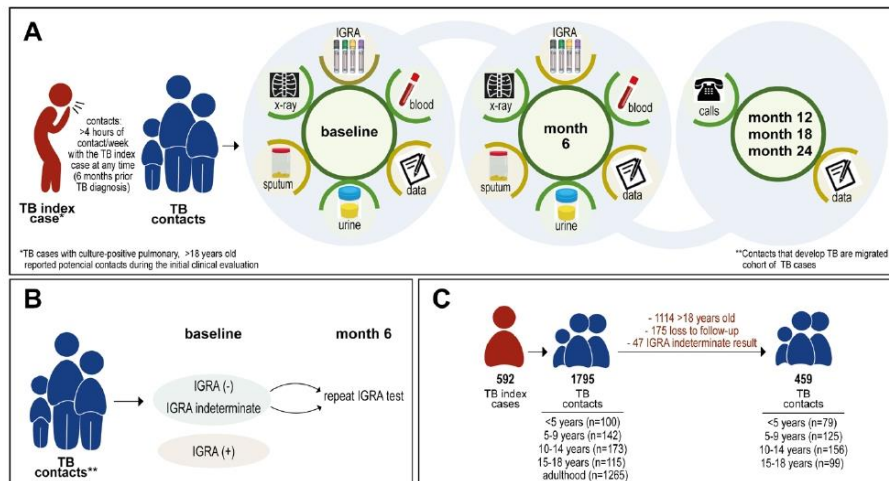 A
TB index
case*
contacts:
>4 hours of
contact/week
with the TB index
case at any time
(6 months prior
TB diagnosis)
TB
contacts
IGRA
x-ray
blood
baseline
sputum
data
urine
IGRA
x-ray
blood
month
6
sputum
data
urine
calls
month 12
month 18
month 24
data
*TB cases with culture-positive pulmonary, >18 years old
reported potencial contacts during the initial clinical evaluation
**Contacts that develop TB are migrated
cohort of TB cases
B
baseline
month 6
IGRA (-)
IGRA indeterminate
repeat IGRA test
IGRA (+)
TB
contacts**
C
- 1114 >18 years old
- 175 loss to follow-up
- 47 IGRA indeterminate result
592
TB index
cases
1795
TB
contacts
<5 years (n=100)
5-9 years (n=142)
10-14 years (n=173)
15-18 years (n=115)
adulthood (n=1265)
459
TB
contacts
<5 years (n=79)
5-9 years (n=125)
10-14 years (n=156)
15-18 years (n=99)